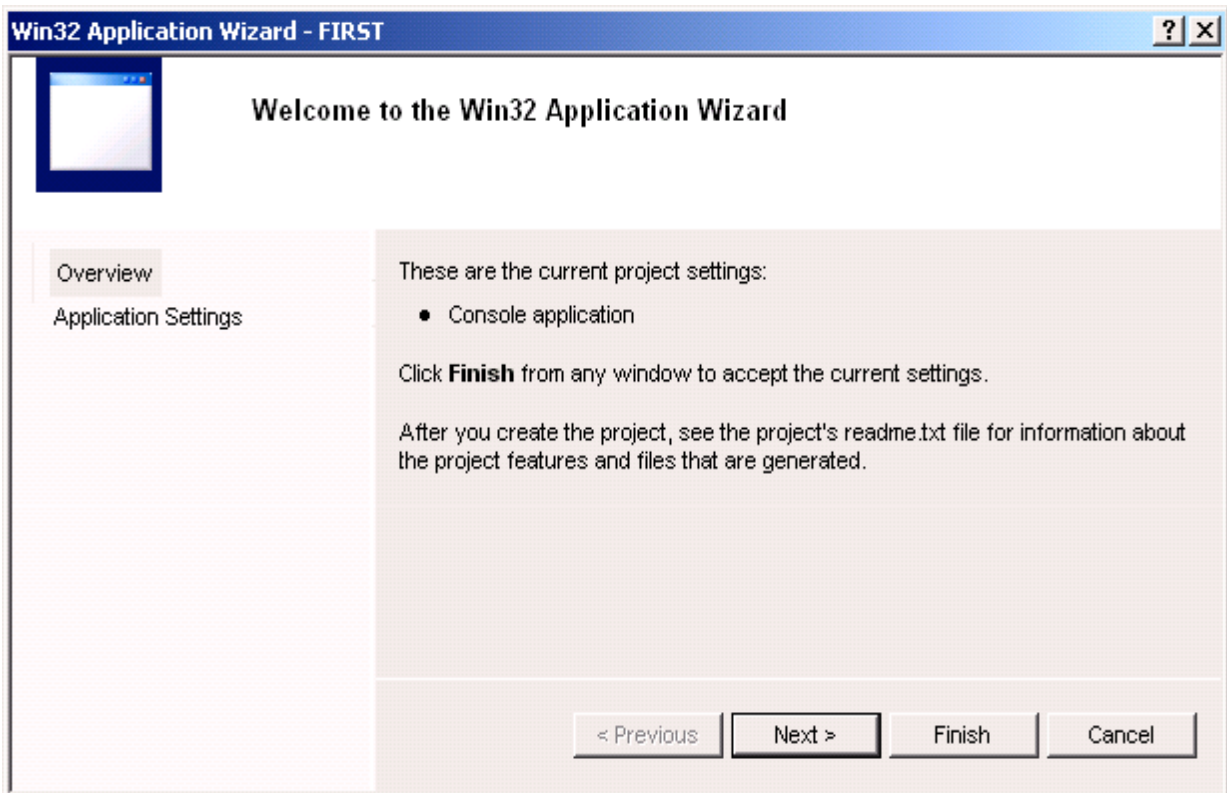 Win32 Application Wizard - FIRST
? X
Welcome to the Win32 Application Wizard
Overview
Application Settings
These are the current project settings:
● Console application
Click Finish from any window to accept the current settings.
After you create the project, see the project's readme.txt file for information about
the project features and files that are generated.
< Previous
Next >
Finish
Cancel